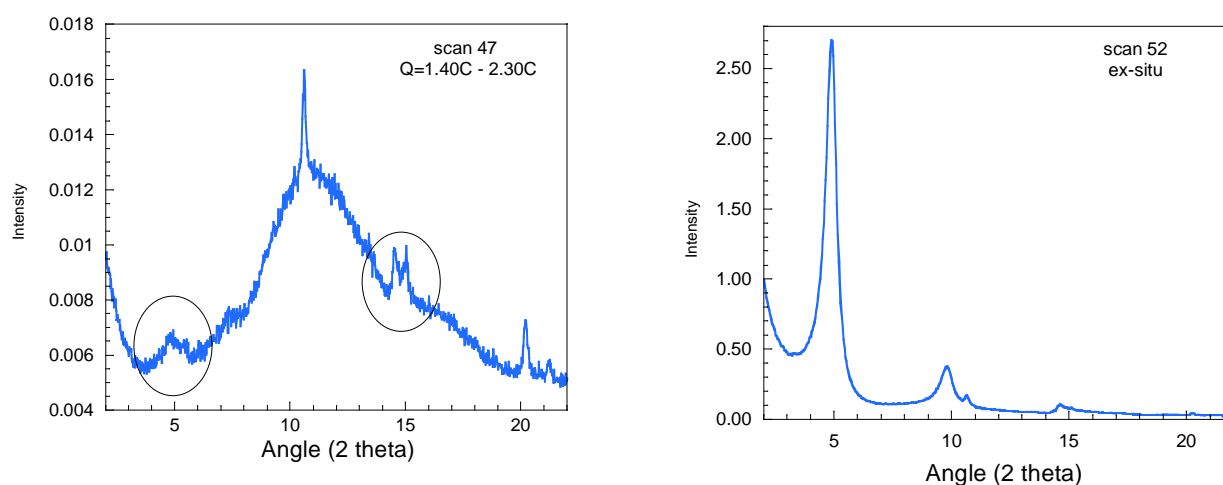 0.018
0.016
0.014
0.012
0.01
0.008
0.006
0.004
Intensity
scan 47
Q=1.40C - 2.30C
5
10
15
20
Angle (2 theta)
2.50
2.00
1.50
1.00
0.50
0.00
Intensity
scan 52
ex-situ
5
10
15
20
Angle (2 theta)